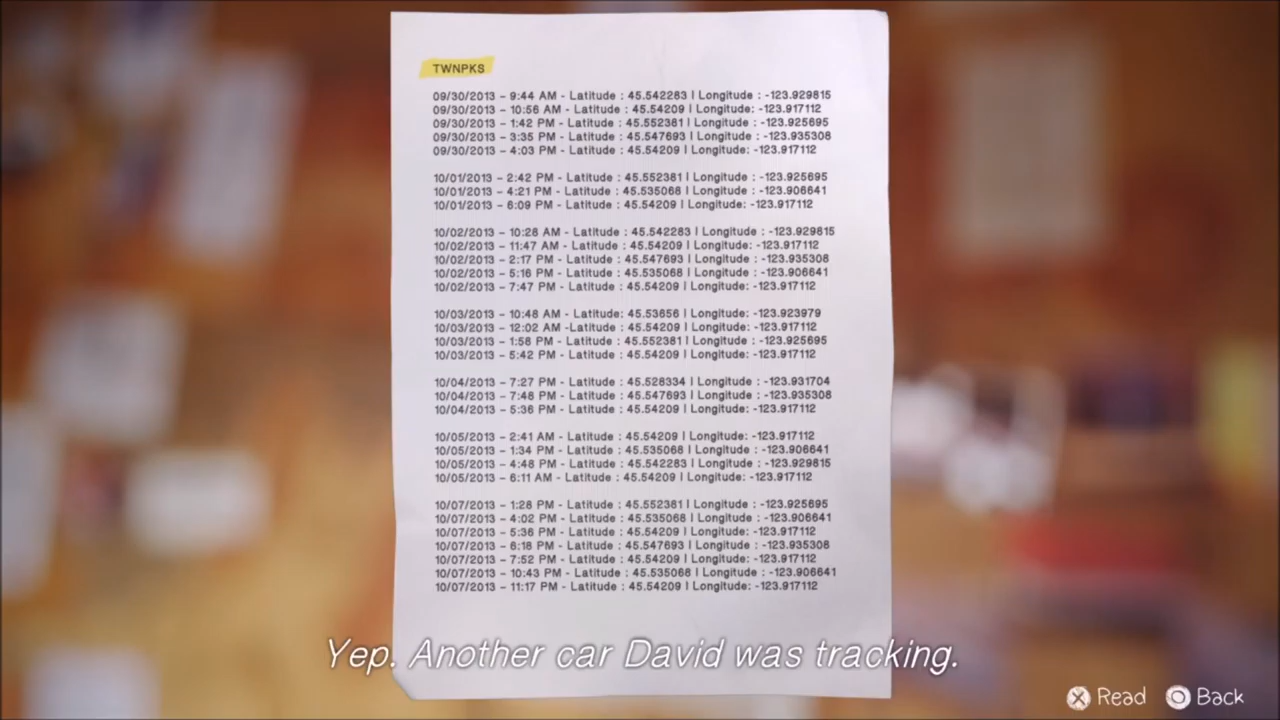 TWNPKS
09/30/2013 - 9:44 AM - Latitude : 45.542283 | Longitude : -123.929815
09/30/2013 - 10:56 AM - Latitude : 45.54209 | Longitude : -123.917112
09/30/2013 - 1:42 PM - Latitude : 45.552381 | Longitude : -123.925695
09/30/2013 - 3:35 PM - Latitude : 45.547693 | Longitude : -123.935308
09/30/2013 - 4:03 PM - Latitude : 45.54209 | Longitude: -123.917112
10/01/2013 - 2:42 PM - Latitude : 45.552381 | Longitude : -123.925695
10/01/2013 - 4:21 PM - Latitude : 45.535068 | Longitude : -123.906641
10/01/2013 - 6:09 PM - Latitude : 45.54209 | Longitude: -123.917112
10/02/2013 - 10:28 AM - Latitude : 45.542283 | Longitude : -123.929815
10/02/2013 - 11:47 AM - Latitude : 45.54209 | Longitude: -123.917112
10/02/2013 - 2:17 PM - Latitude : 45.547693 | Longitude : -123.935308
10/02/2013 - 5:16 PM - Latitude : 45.535068 | Longitude : -123.906641
10/02/2013 - 7:47 PM - Latitude : 45.54209 | Longitude: -123.917112
10/03/2013 - 10:48 AM - Latitude: 45.53656 | Longitude: -123.923979
10/03/2013 - 12:02 AM -Latitude : 45.54209 | Longitude: -123.917112
10/03/2013 - 1:58 PM - Latitude : 45.552381 | Longitude : -123.925695
10/03/2013 - 5:42 PM - Latitude : 45.54209 | Longitude: -123.917112
10/04/2013 - 7:27 PM - Latitude : 45.528334 | Longitude : -123.931704
10/04/2013 - 7:48 PM - Latitude : 45.547693 | Longitude : -123.935308
10/04/2013 - 5:36 PM - Latitude : 45.54209 | Longitude: -123.917112
10/05/2013 - 2:41 AM - Latitude : 45.54209 | Longitude: -123.917112
10/05/2013 - 1:34 PM - Latitude : 45.535068 | Longitude : -123.906641
10/05/2013 - 4:48 PM - Latitude : 45.542283 | Longitude : -123.929815
10/05/2013 - 6:11 AM - Latitude : 45.54209 | Longitude: -123.917112
10/07/2013 - 1:28 PM - Latitude : 45.552381 | Longitude : -123.925695
10/07/2013 - 4:02 PM - Latitude : 45.535068 | Longitude : -123.906641
10/07/2013 - 5:36 PM - Latitude : 45.54209 | Longitude: -123.917112
10/07/2013 - 6:18 PM - Latitude : 45.547693 | Longitude : -123.935308
10/07/2013 - 7:52 PM - Latitude : 45.54209 | Longitude: -123.917112
10/07/2013 - 10:43 PM - Latitude : 45.535068 | Longitude : -123.906641
10/07/2013 - 11:17 PM - Latitude : 45.54209 | Longitude: -123.917112
Yep. Another car David was tracking.
Read Back